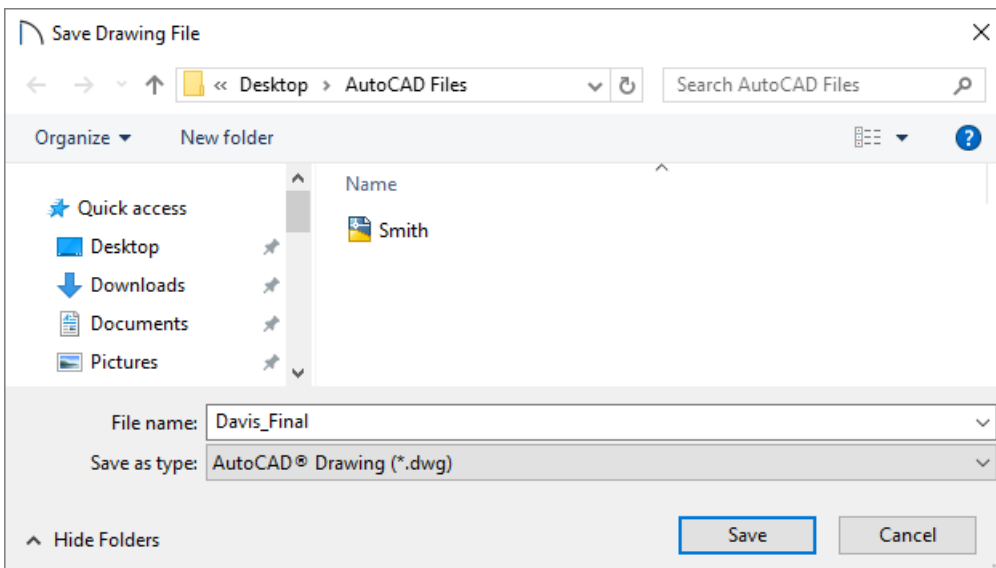 Save Drawing File
« Desktop › AutoCAD Files
Search AutoCAD Files
Organize
New folder
?
Name
Quick access
Smith
Desktop
Downloads
Documents
Pictures
File name: Davis_Final
Save as type: AutoCAD® Drawing (*.dwg)
Hide Folders
Save
Cancel